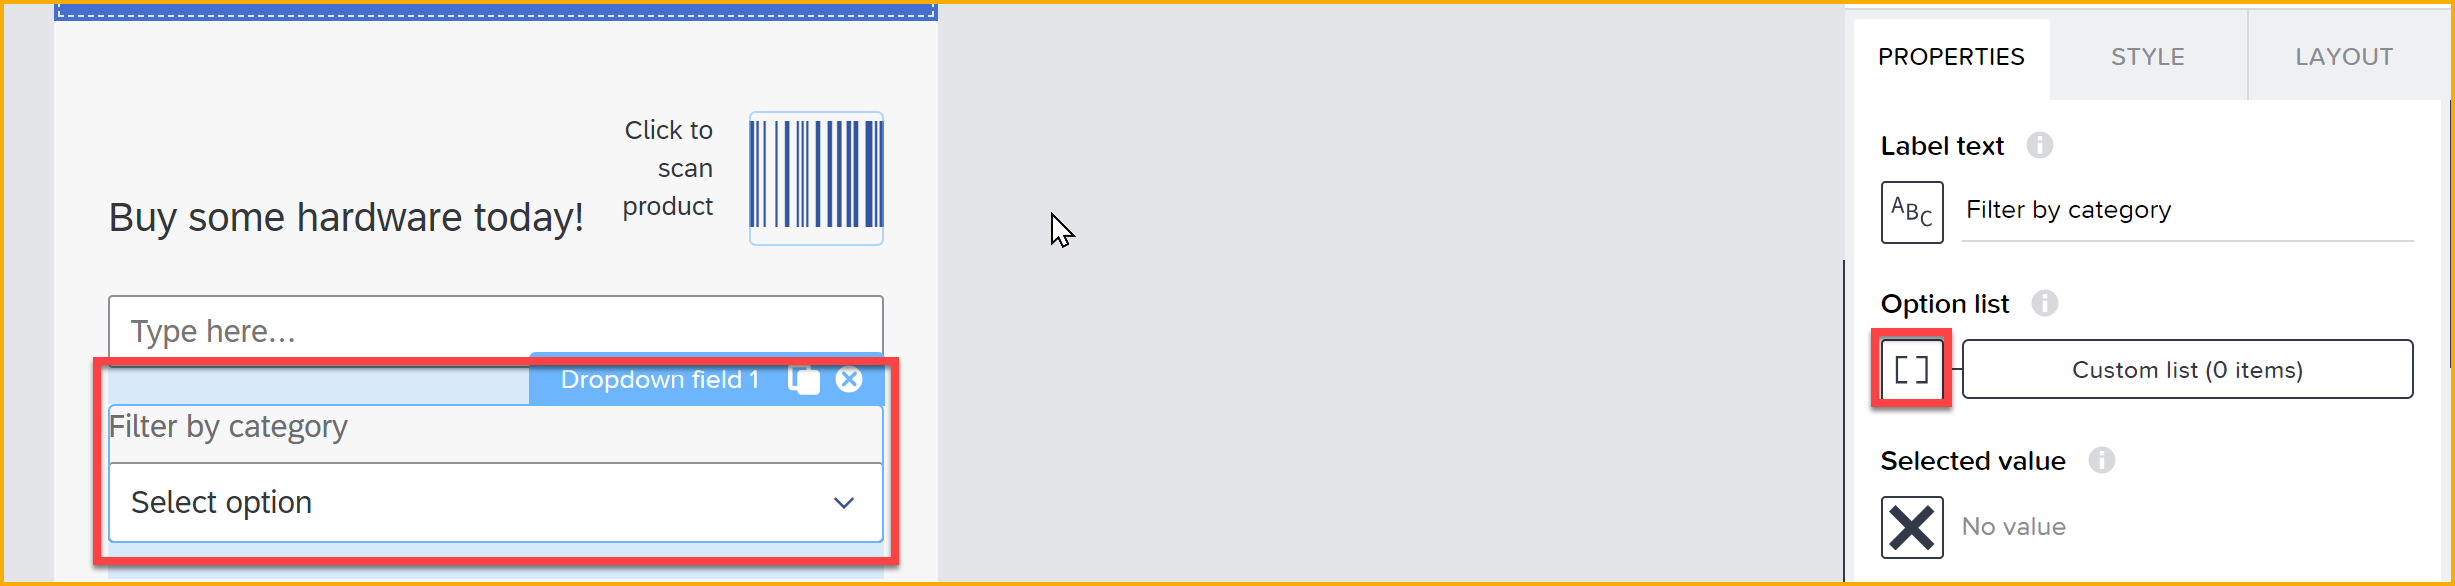 Click to
scan
product
Buy some hardware today!
Type here...
Dropdown field 1
Filter by category
Select option
PROPERTIES
STYLE
LAYOUT
Label text
ABC
Filter by category
Option list
[ ]
Custom list (0 items)
Selected value
No value